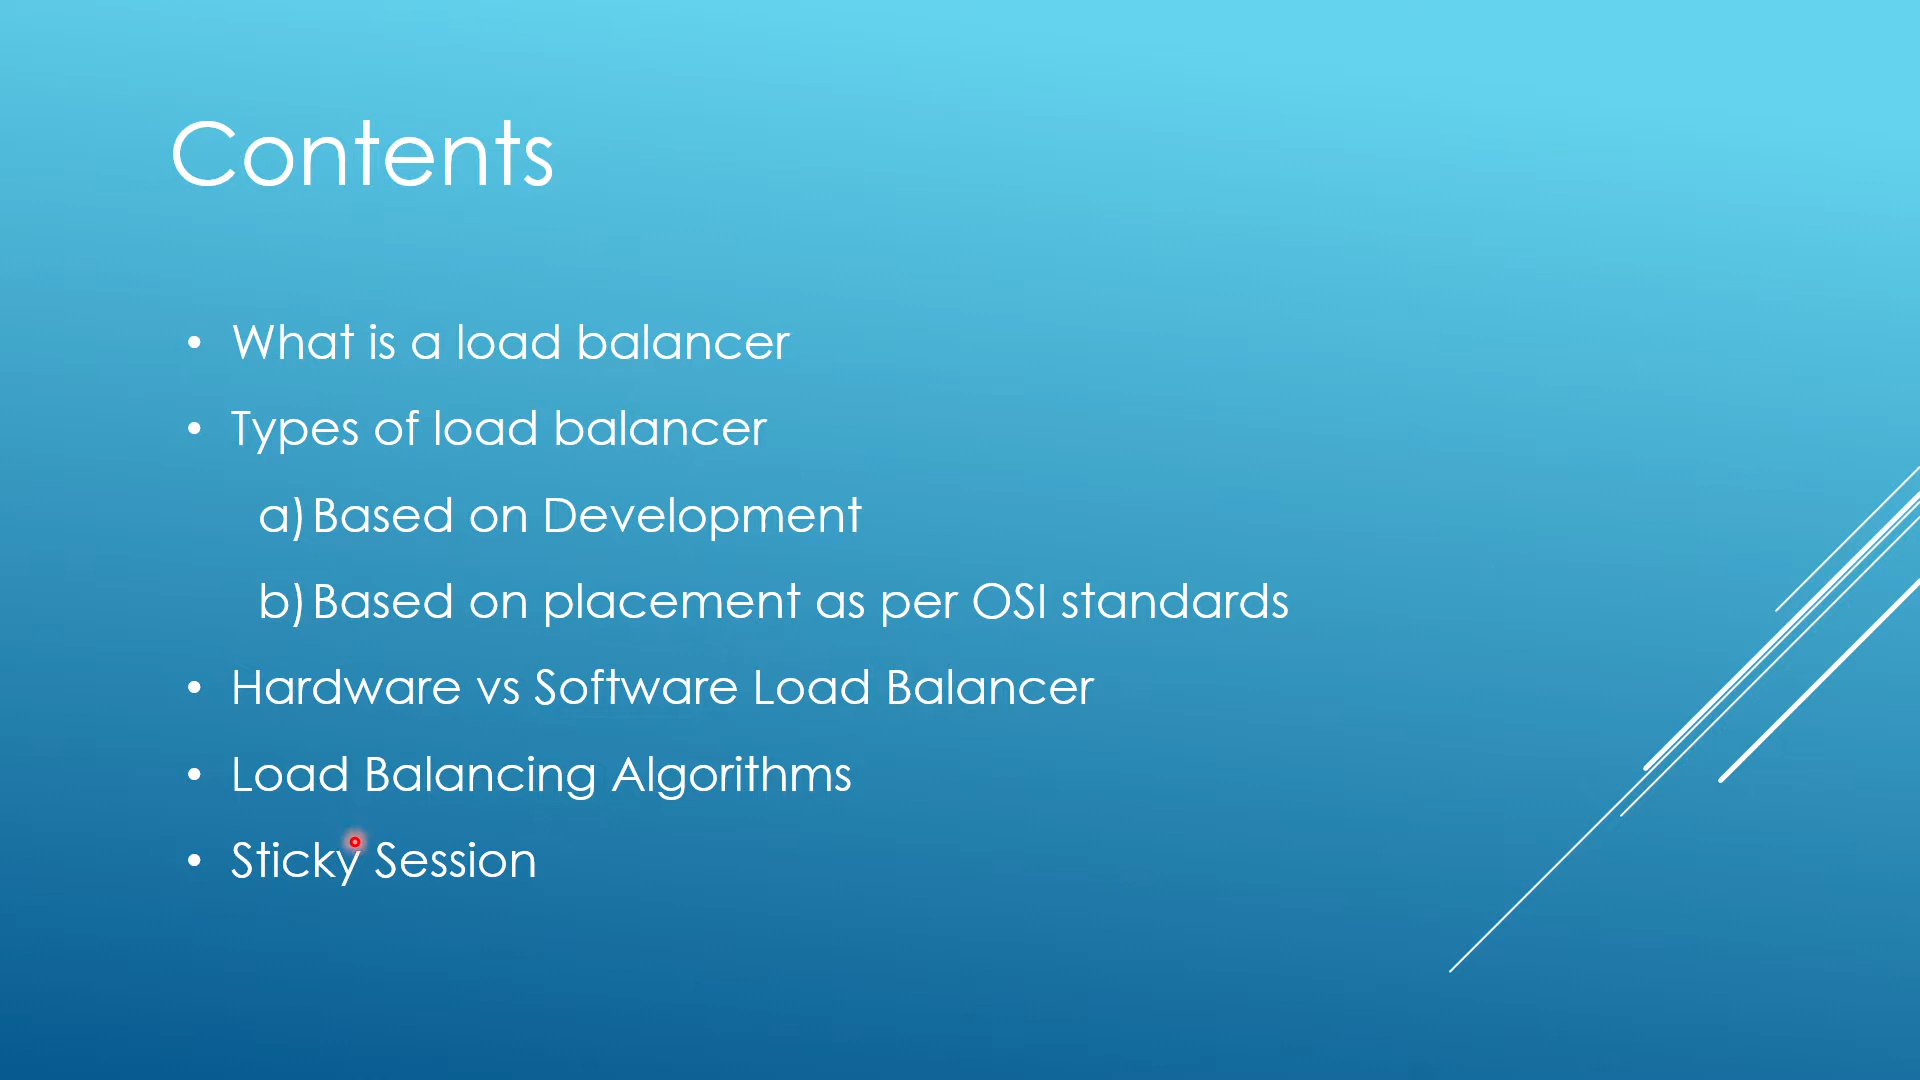 Contents
• What is a load balancer
• Types of load balancer
a) Based on Development
b) Based on placement as per OSI standards
• Hardware vs Software Load Balancer
• Load Balancing Algorithms
• Sticky Session